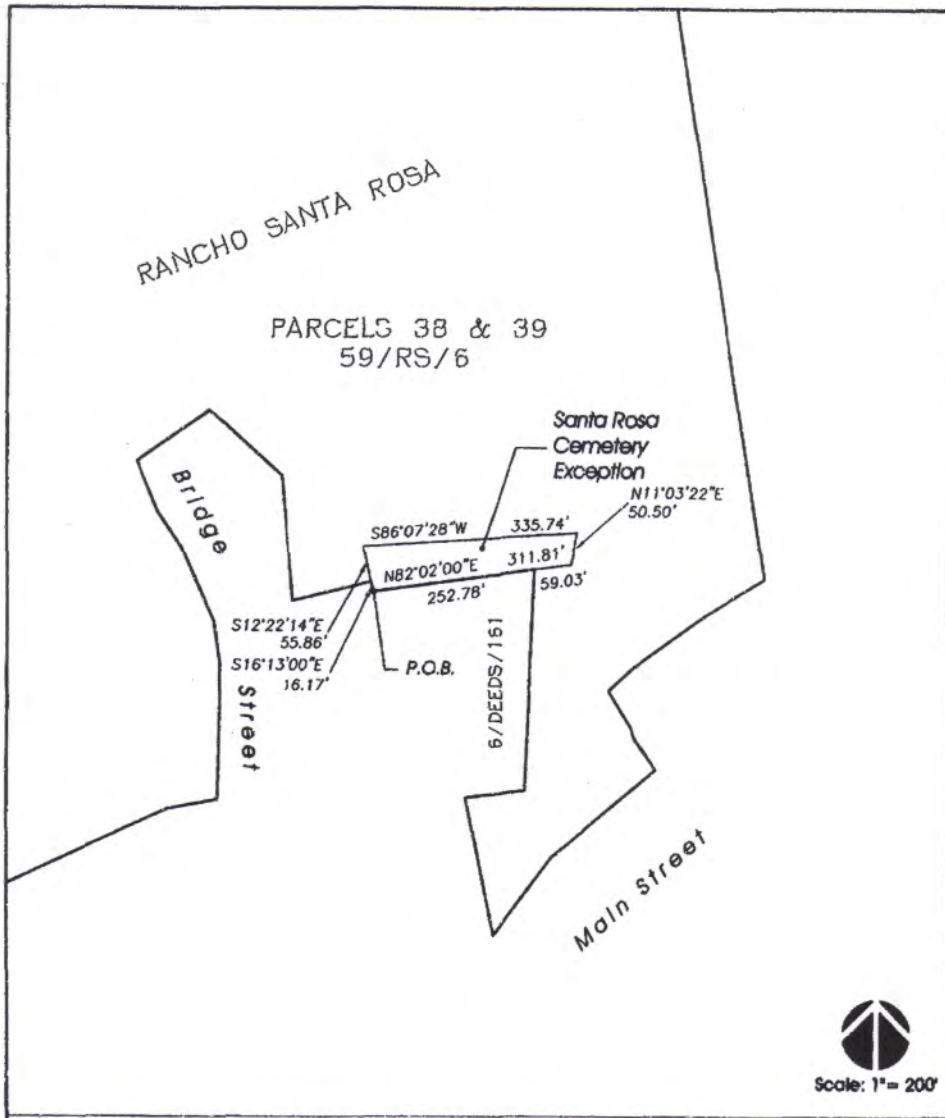 RANCHO SANTA ROSA
PARCELS 38 & 39
59/RS/6
Santa Rosa
Cemetery
Exception
N11°03'22"E
50.50'
S86°07'28"W 335.74'
N82°02'00"E 311.81'
252.78' 59.03'
S12°22'14"E
55.86'
S16°13'00"E
16.17'
P.O.B.
6/DEEDS/161
Bridge
Street
Main Street
Scale: 1"= 200'